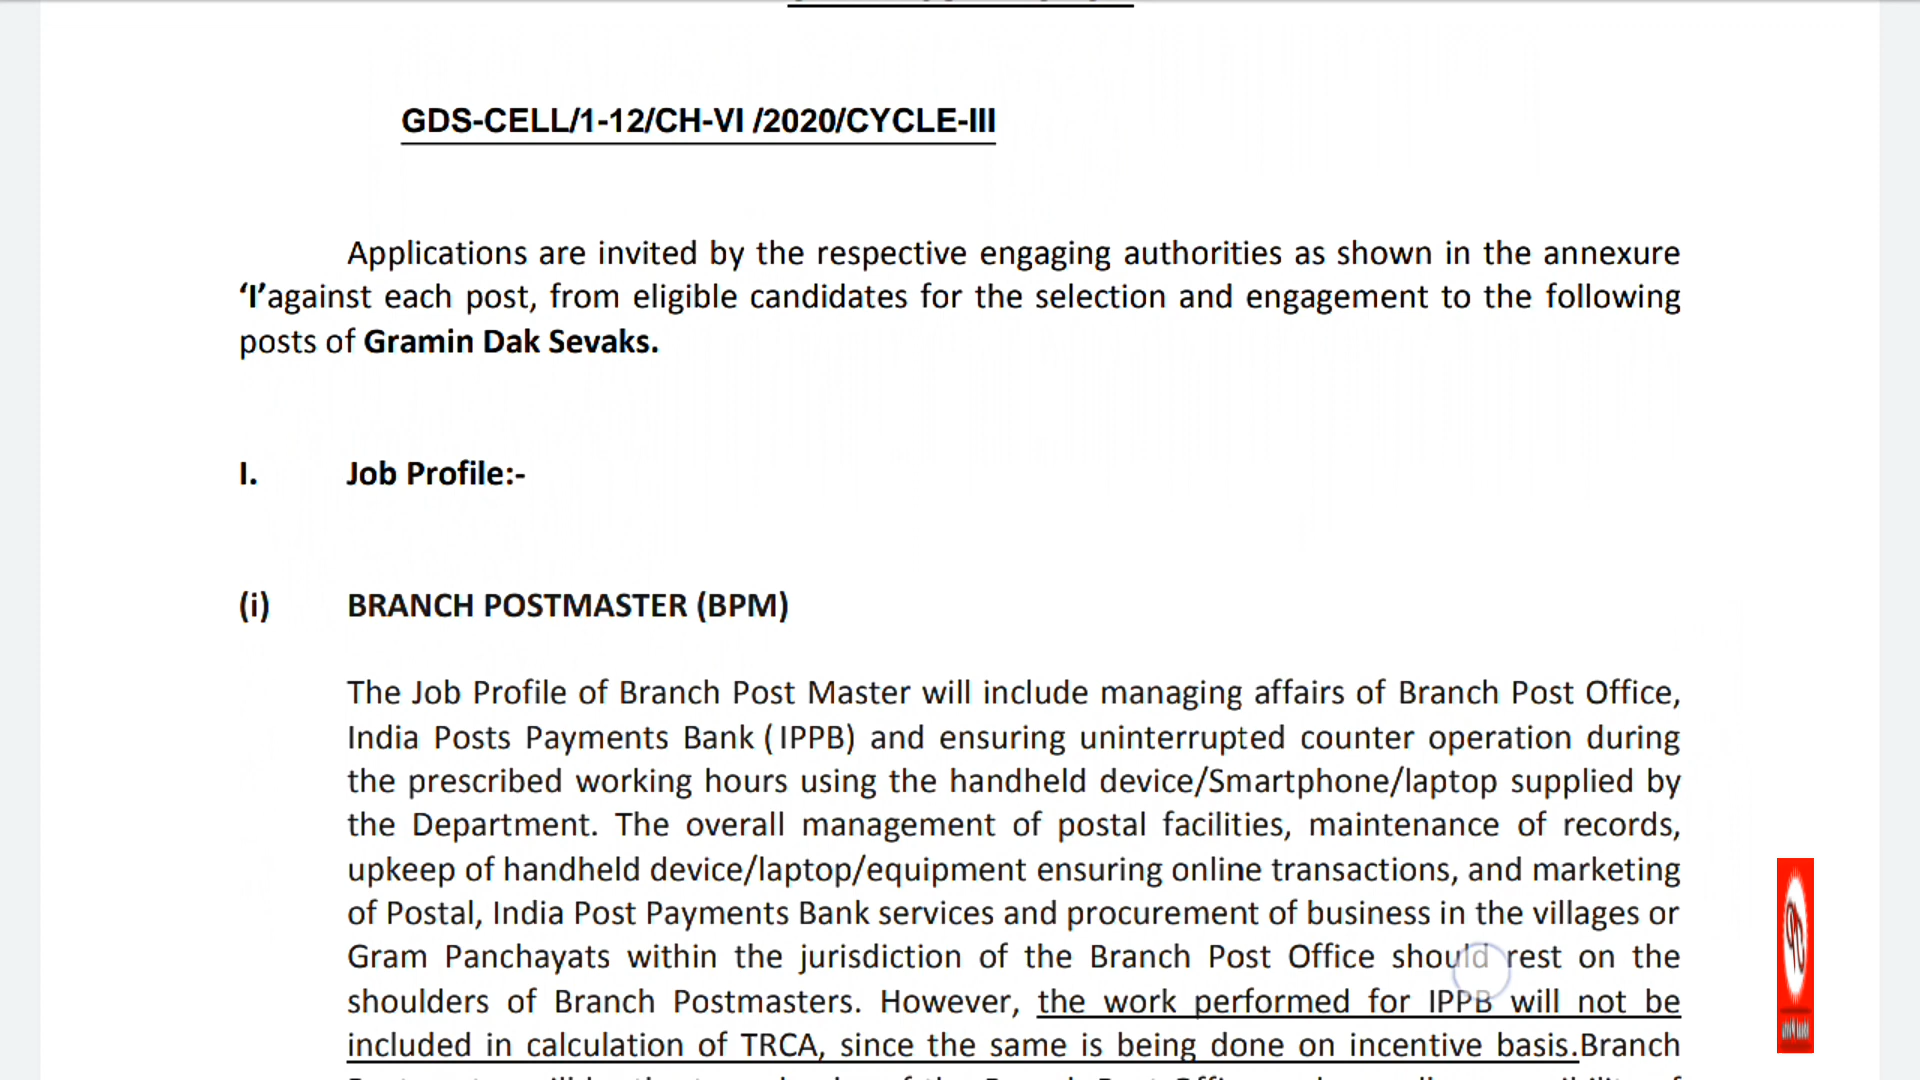 GDS-CELL/1-12/CH-VI /2020/CYCLE-III
Applications are invited by the respective engaging authorities as shown in the annexure
‘I’against each post, from eligible candidates for the selection and engagement to the following
posts of Gramin Dak Sevaks.
I. Job Profile:-
(i) BRANCH POSTMASTER (BPM)
The Job Profile of Branch Post Master will include managing affairs of Branch Post Office,
India Posts Payments Bank ( IPPB) and ensuring uninterrupted counter operation during
the prescribed working hours using the handheld device/Smartphone/laptop supplied by
the Department. The overall management of postal facilities, maintenance of records,
upkeep of handheld device/laptop/equipment ensuring online transactions, and marketing
of Postal, India Post Payments Bank services and procurement of business in the villages or
Gram Panchayats within the jurisdiction of the Branch Post Office should rest on the
shoulders of Branch Postmasters. However, the work performed for IPPB will not be
included in calculation of TRCA, since the same is being done on incentive basis.Branch